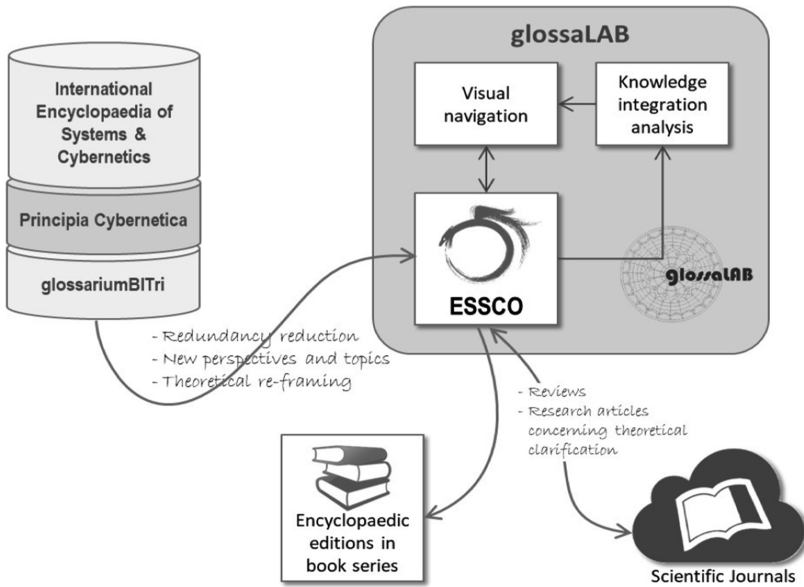 International
Encyclopaedia of
Systems &
Cybernetics
Principia Cybernetica
glossariumBITri
- Redundancy reduction
- New perspectives and topics
- Theoretical re-framing
glossaLAB
Visual
navigation
Knowledge
integration
analysis
ESSCO
glossaLAB
- Reviews
- Research articles
concerning theoretical
clarification
Encyclopaedic
editions in
book series
Scientific Journals